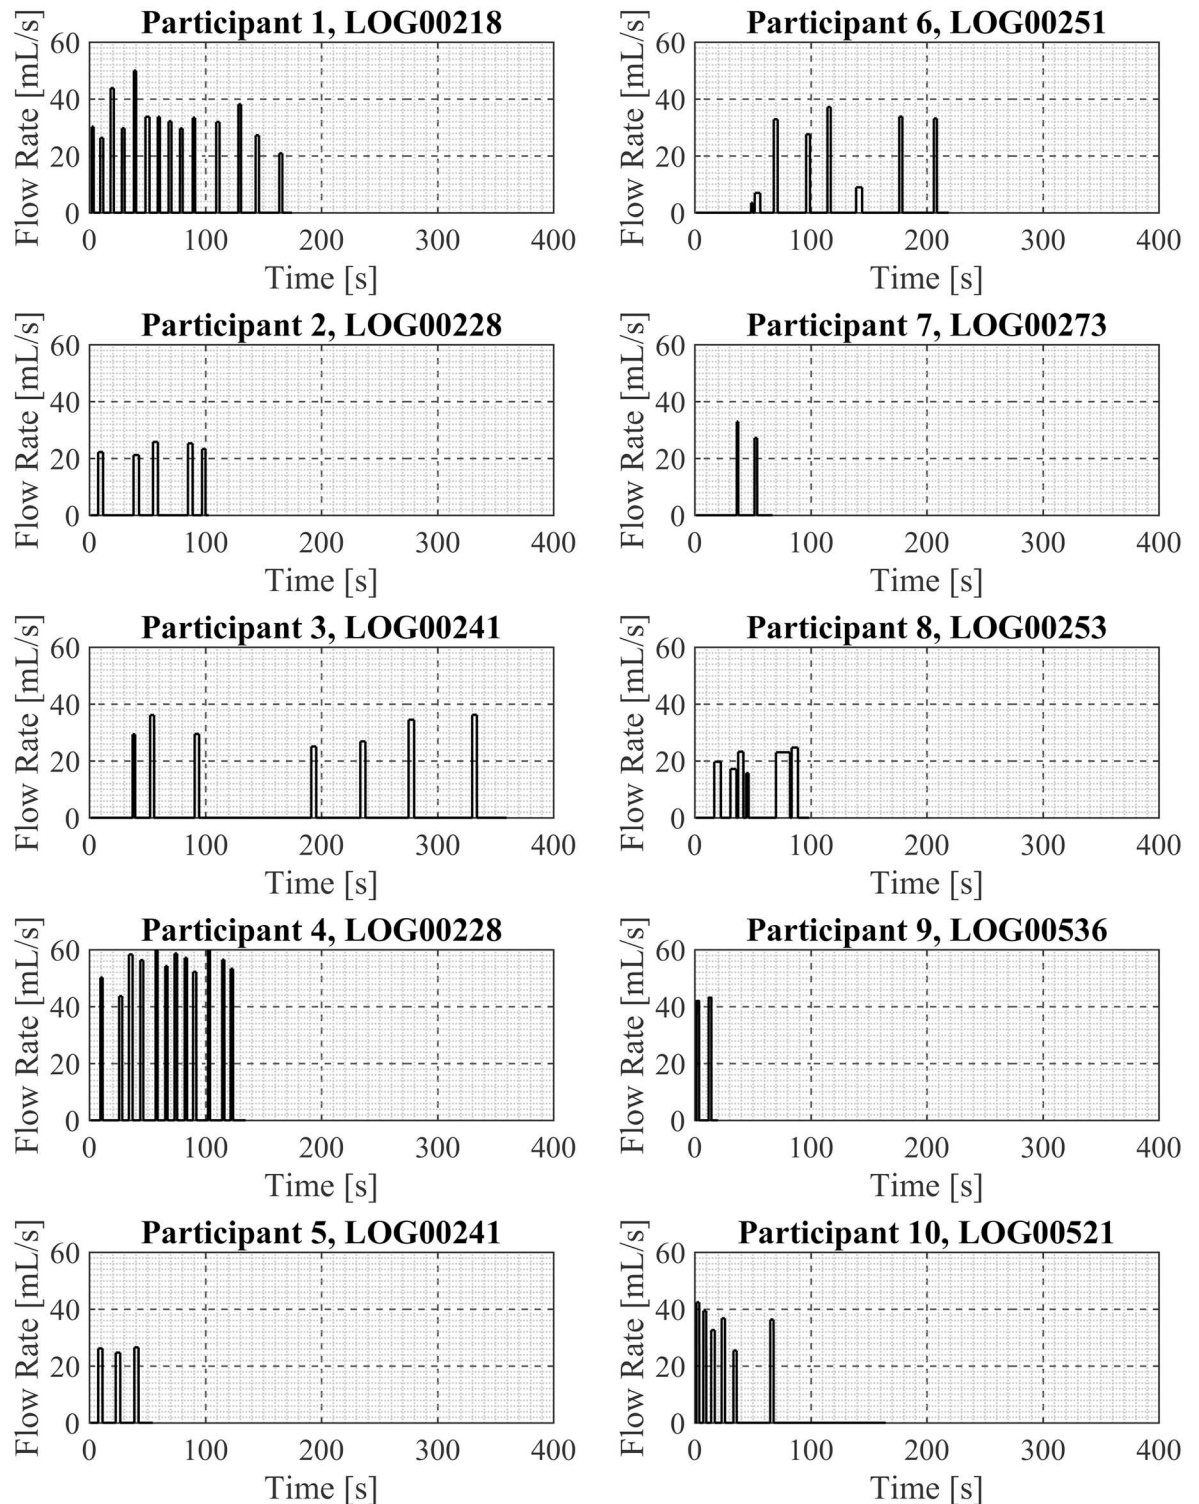 Participant 1, LOG00218
Flow Rate [mL/s]
60
40
20
0
0 100 200 300 400
Time [s]
Participant 6, LOG00251
Flow Rate [mL/s]
60
40
20
0
0 100 200 300 400
Time [s]
Participant 2, LOG00228
Flow Rate [mL/s]
60
40
20
0
0 100 200 300 400
Time [s]
Participant 7, LOG00273
Flow Rate [mL/s]
60
40
20
0
0 100 200 300 400
Time [s]
Participant 3, LOG00241
Flow Rate [mL/s]
60
40
20
0
0 100 200 300 400
Time [s]
Participant 8, LOG00253
Flow Rate [mL/s]
60
40
20
0
0 100 200 300 400
Time [s]
Participant 4, LOG00228
Flow Rate [mL/s]
60
40
20
0
0 100 200 300 400
Time [s]
Participant 9, LOG00536
Flow Rate [mL/s]
60
40
20
0
0 100 200 300 400
Time [s]
Participant 5, LOG00241
Flow Rate [mL/s]
60
40
20
0
0 100 200 300 400
Time [s]
Participant 10, LOG00521
Flow Rate [mL/s]
60
40
20
0
0 100 200 300 400
Time [s]